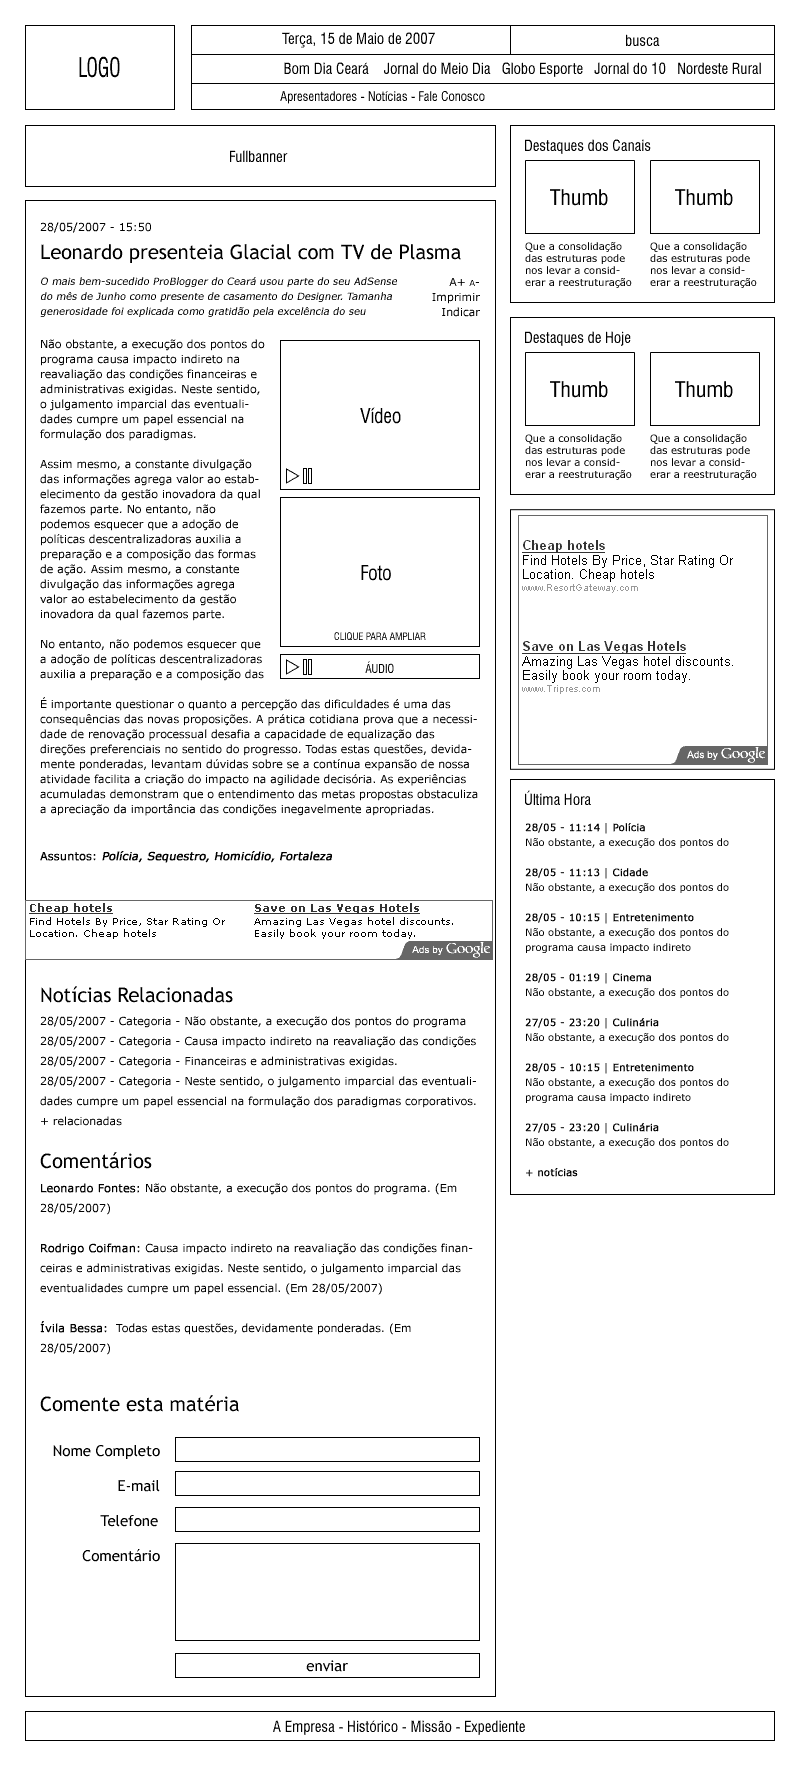 LOGO
Terça, 15 de Maio de 2007
busca
Bom Dia Ceará Jornal do Meio Dia Globo Esporte Jornal do 10 Nordeste Rural
Apresentadores - Notícias - Fale Conosco
Fullbanner
28/05/2007 - 15:50
Leonardo presenteia Glacial com TV de Plasma
O mais bem-sucedido ProBlogger do Ceará usou parte do seu AdSense
do mês de Junho como presente de casamento do Designer. Tamanha
generosidade foi explicada como gratidão pela excelência do seu
A+ A-
Imprimir
Indicar
Não obstante, a execução dos pontos do
programa causa impacto indireto na
reavaliação das condições financeiras e
administrativas exigidas. Neste sentido,
o julgamento imparcial das eventuali-
dades cumpre um papel essencial na
formulação dos paradigmas.
Assim mesmo, a constante divulgação
das informações agrega valor ao estab-
elecimento da gestão inovadora da qual
fazemos parte. No entanto, não
podemos esquecer que a adoção de
políticas descentralizadoras auxilia a
preparação e a composição das formas
de ação. Assim mesmo, a constante
divulgação das informações agrega
valor ao estabelecimento da gestão
inovadora da qual fazemos parte.
No entanto, não podemos esquecer que
a adoção de políticas descentralizadoras
auxilia a preparação e a composição das
Vídeo
Foto
CLIQUE PARA AMPLIAR
ÁUDIO
É importante questionar o quanto a percepção das dificuldades é uma das
consequências das novas proposições. A prática cotidiana prova que a necessi-
dade de renovação processual desafia a capacidade de equalização das
direções preferenciais no sentido do progresso. Todas estas questões, devida-
mente ponderadas, levantam dúvidas sobre se a contínua expansão de nossa
atividade facilita a criação do impacto na agilidade decisória. As experiências
acumuladas demonstram que o entendimento das metas propostas obstaculiza
a apreciação da importância das condições inegavelmente apropriadas.
Assuntos: Polícia, Sequestro, Homicídio, Fortaleza
Cheap hotels
Find Hotels By Price, Star Rating Or
Location. Cheap hotels
Save on Las Vegas Hotels
Amazing Las Vegas hotel discounts.
Easily book your room today.
Ads by Google
Notícias Relacionadas
28/05/2007 - Categoria - Não obstante, a execução dos pontos do programa
28/05/2007 - Categoria - Causa impacto indireto na reavaliação das condições
28/05/2007 - Categoria - Financeiras e administrativas exigidas.
28/05/2007 - Categoria - Neste sentido, o julgamento imparcial das eventuali-
dades cumpre um papel essencial na formulação dos paradigmas corporativos.
+ relacionadas
Comentários
Leonardo Fontes: Não obstante, a execução dos pontos do programa. (Em
28/05/2007)
Rodrigo Coifman: Causa impacto indireto na reavaliação das condições finan-
ceiras e administrativas exigidas. Neste sentido, o julgamento imparcial das
eventualidades cumpre um papel essencial. (Em 28/05/2007)
Ívila Bessa: Todas estas questões, devidamente ponderadas. (Em
28/05/2007)
Comente esta matéria
Nome Completo
E-mail
Telefone
Comentário
enviar
Destaques dos Canais
Thumb
Que a consolidação
das estruturas pode
nos levar a consid-
erar a reestruturação
Thumb
Que a consolidação
das estruturas pode
nos levar a consid-
erar a reestruturação
Destaques de Hoje
Thumb
Que a consolidação
das estruturas pode
nos levar a consid-
erar a reestruturação
Thumb
Que a consolidação
das estruturas pode
nos levar a consid-
erar a reestruturação
Cheap hotels
Find Hotels By Price, Star Rating Or
Location. Cheap hotels
www.ResortGateway.com
Save on Las Vegas Hotels
Amazing Las Vegas hotel discounts.
Easily book your room today.
www.Tripres.com
Ads by Google
Última Hora
28/05 - 11:14 | Polícia
Não obstante, a execução dos pontos do
28/05 - 11:13 | Cidade
Não obstante, a execução dos pontos do
28/05 - 10:15 | Entretenimento
Não obstante, a execução dos pontos do
programa causa impacto indireto
28/05 - 01:19 | Cinema
Não obstante, a execução dos pontos do
27/05 - 23:20 | Culinária
Não obstante, a execução dos pontos do
28/05 - 10:15 | Entretenimento
Não obstante, a execução dos pontos do
programa causa impacto indireto
27/05 - 23:20 | Culinária
Não obstante, a execução dos pontos do
+ notícias
A Empresa - Histórico - Missão - Expediente